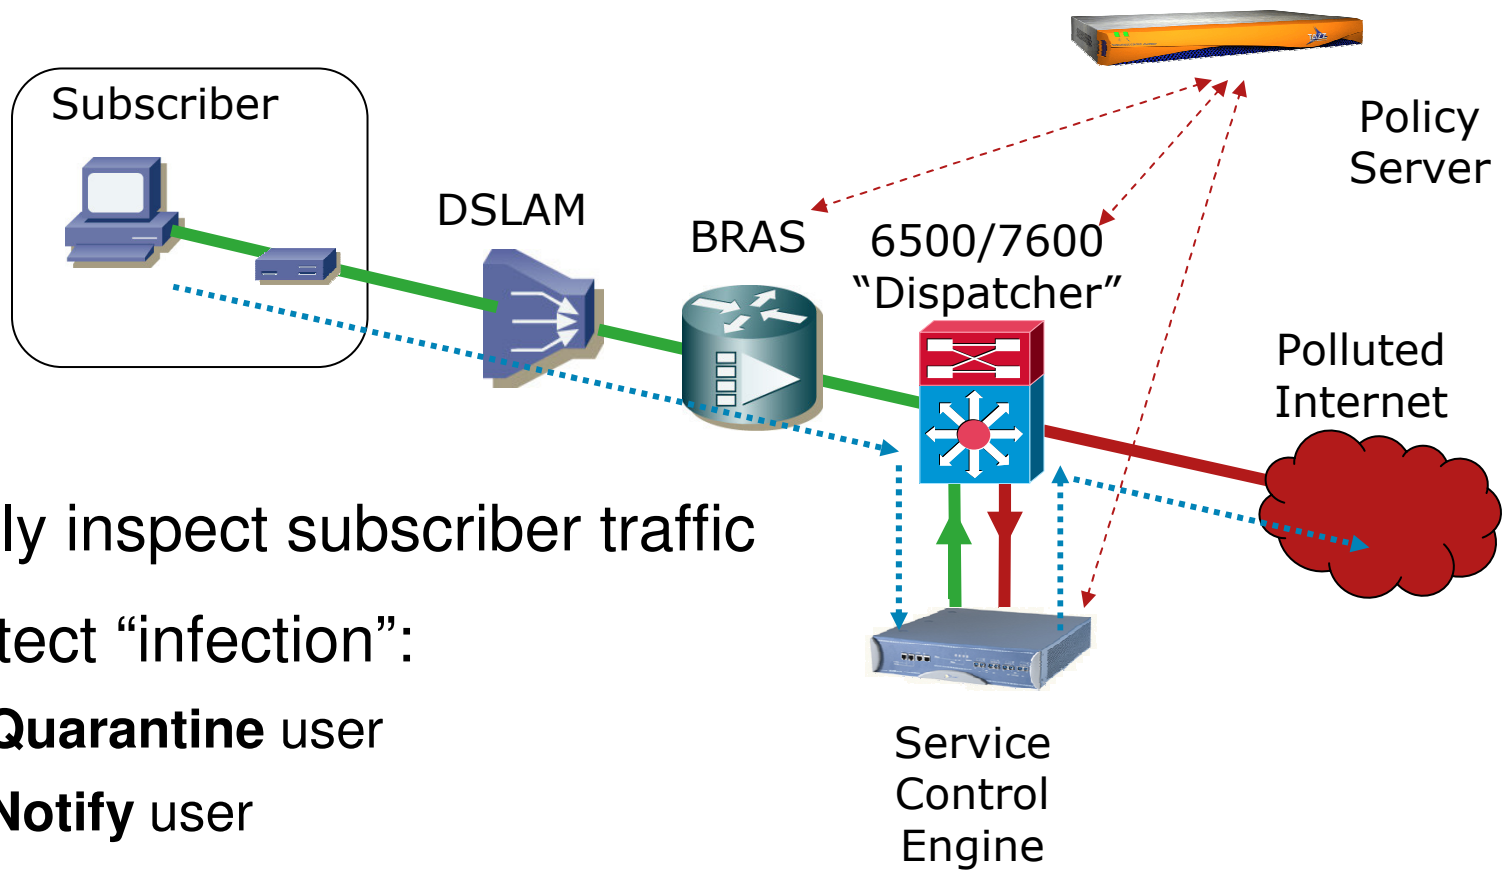 Subscriber
Policy
Server
DSLAM
BRAS
6500/7600
“Dispatcher”
Polluted
Internet
ly inspect subscriber traffic
tect “infection”:
Quarantine user
Notify user
Service
Control
Engine